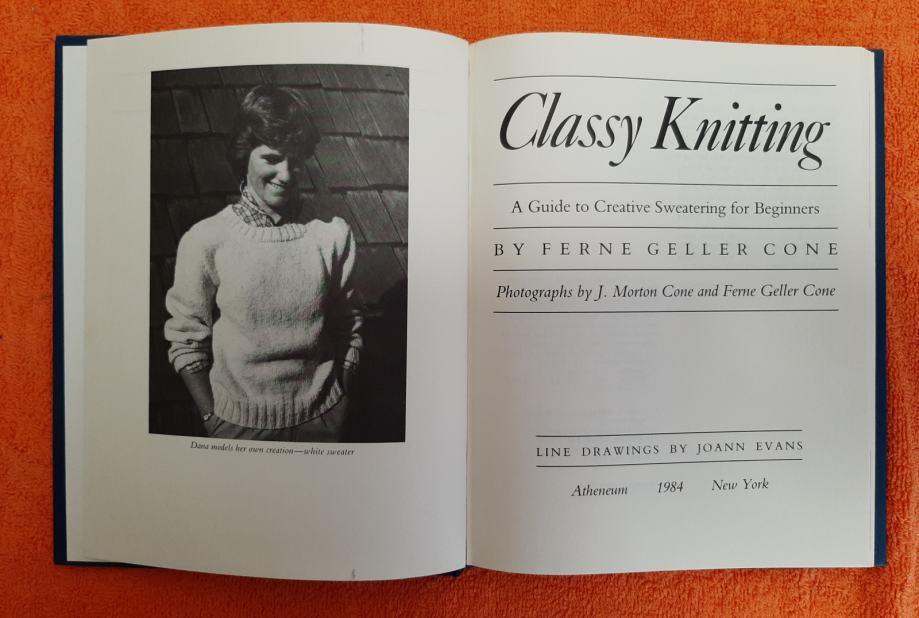 Dana models her own creation—white sweater
Classy Knitting
A Guide to Creative Sweatering for Beginners
BY FERNE GELLER CONE
Photographs by J. Morton Cone and Ferne Geller Cone
LINE DRAWINGS BY JOANN EVANS
Atheneum 1984 New York